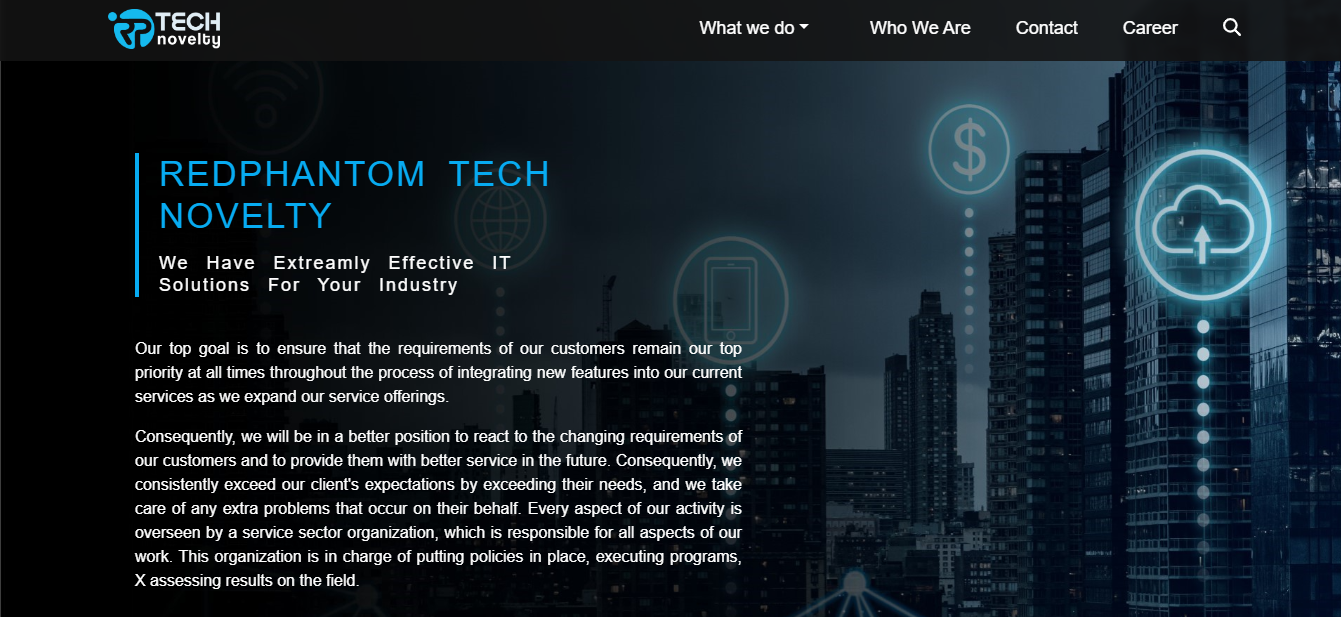 TECH
novelty
What we do
Who We Are
Contact
Career
REDPHANTOM TECH
NOVELTY
We Have Extreamly Effective IT
Solutions For Your Industry
Our top goal is to ensure that the requirements of our customers remain our top
priority at all times throughout the process of integrating new features into our current
services as we expand our service offerings.
Consequently, we will be in a better position to react to the changing requirements of
our customers and to provide them with better service in the future. Consequently, we
consistently exceed our client's expectations by exceeding their needs, and we take
care of any extra problems that occur on their behalf. Every aspect of our activity is
overseen by a service sector organization, which is responsible for all aspects of our
work. This organization is in charge of putting policies in place, executing programs,
X assessing results on the field.
$